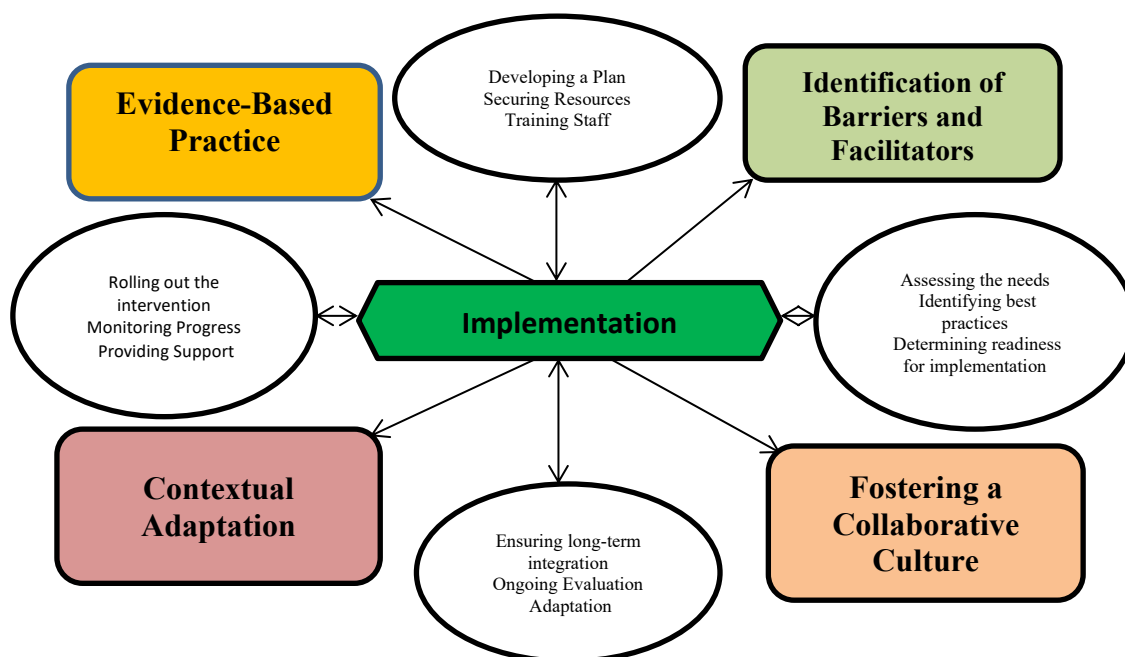 Evidence-Based
Practice
Developing a Plan
Securing Resources
Training Staff
Identification of
Barriers and
Facilitators
Rolling out the
intervention
Monitoring Progress
Providing Support
Implementation
Assessing the needs
Identifying best
practices
Determining readiness
for implementation
Contextual
Adaptation
Ensuring long-term
integration
Ongoing Evaluation
Adaptation
Fostering a
Collaborative
Culture